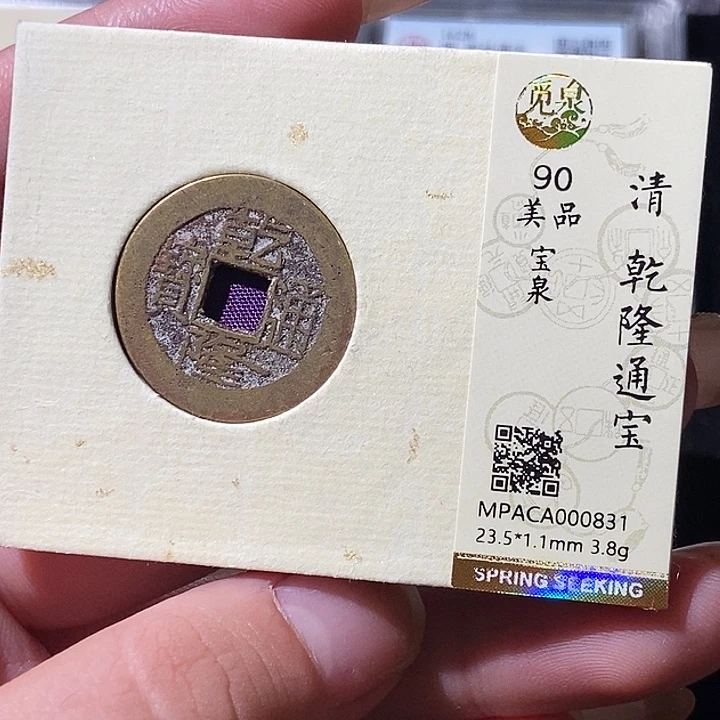 乾隆通寶
觅泉
90
美品
宝泉
清 乾隆通宝
MPACA000831
23.5*1.1mm 3.8g
SPRING SEEKING